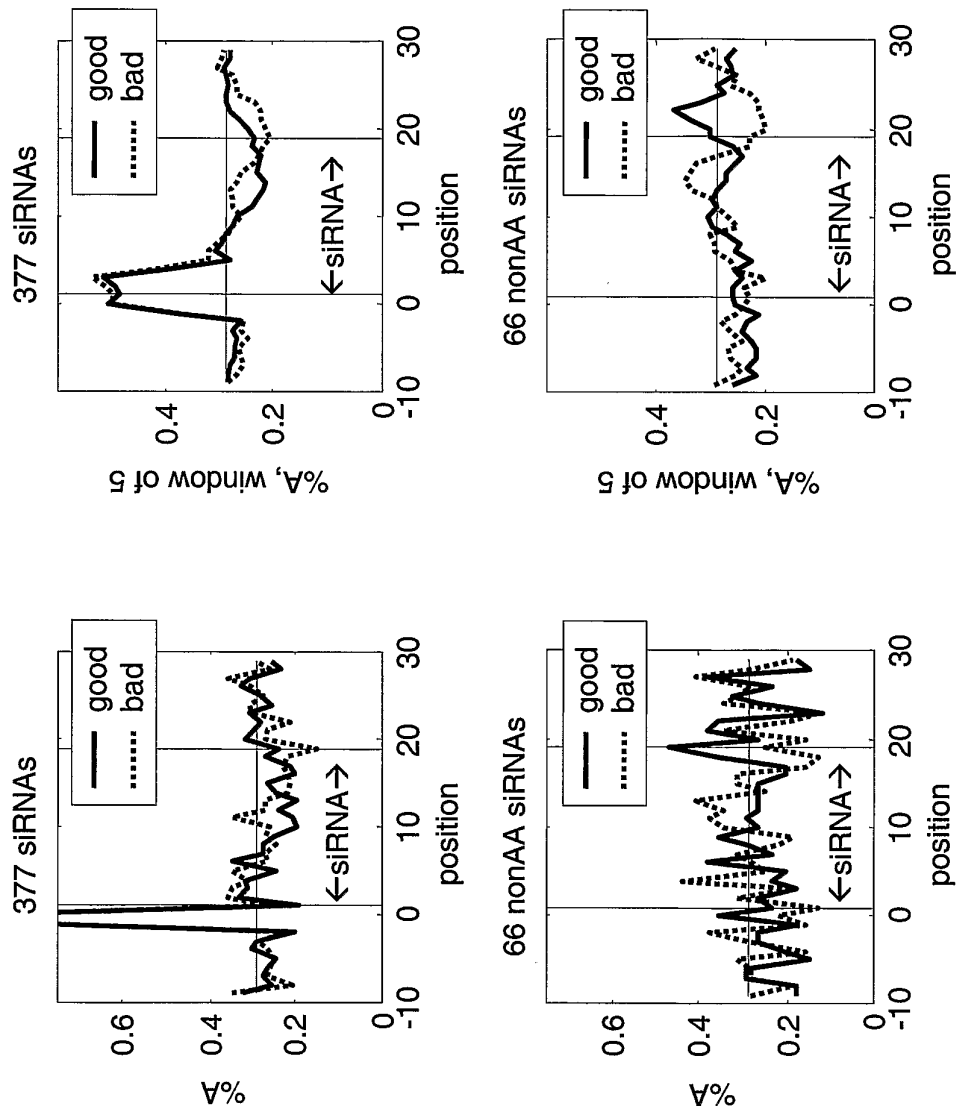 377 siRNAs
good
bad
%A
0.6
0.4
0.2
0
←siRNA→
-10
0
10
20
30
position
377 siRNAs
good
bad
%A, window of 5
0.4
0.2
0
←siRNA→
-10
0
10
20
30
position
66 nonAA siRNAs
good
bad
%A
0.6
0.4
0.2
0
←siRNA→
-10
0
10
20
30
position
66 nonAA siRNAs
good
bad
%A, window of 5
0.4
0.2
0
←siRNA→
-10
0
10
20
30
position